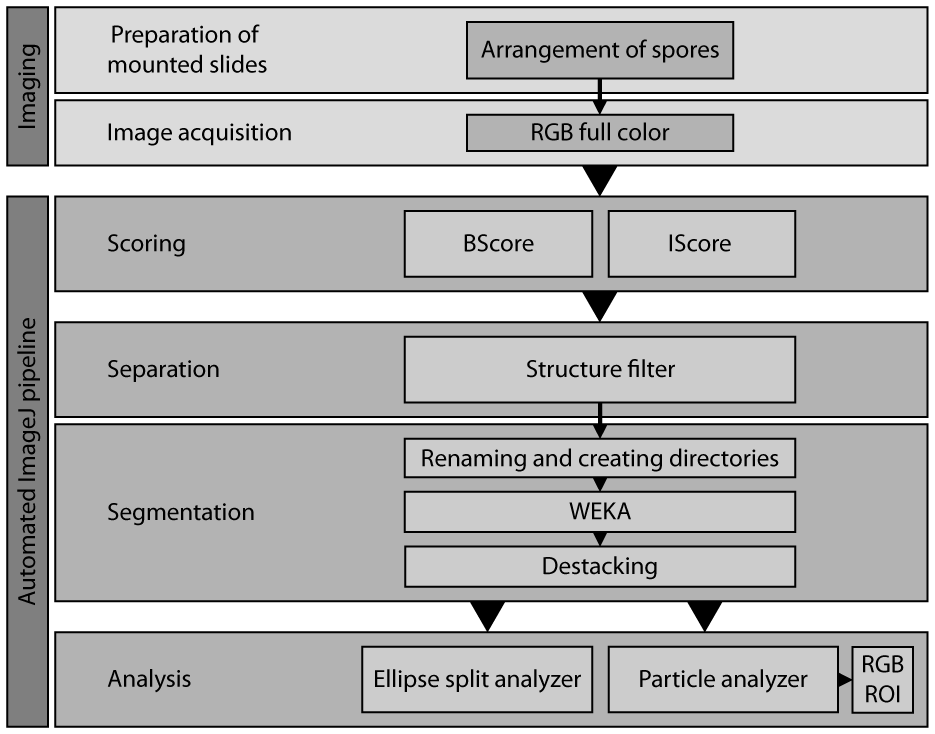 Imaging
Preparation of
mounted slides
Arrangement of spores
Image acquisition
RGB full color
Automated ImageJ pipeline
Scoring
BScore
IScore
Separation
Structure filter
Segmentation
Renaming and creating directories
WEKA
Destacking
Analysis
Ellipse split analyzer
Particle analyzer
RGB
ROI